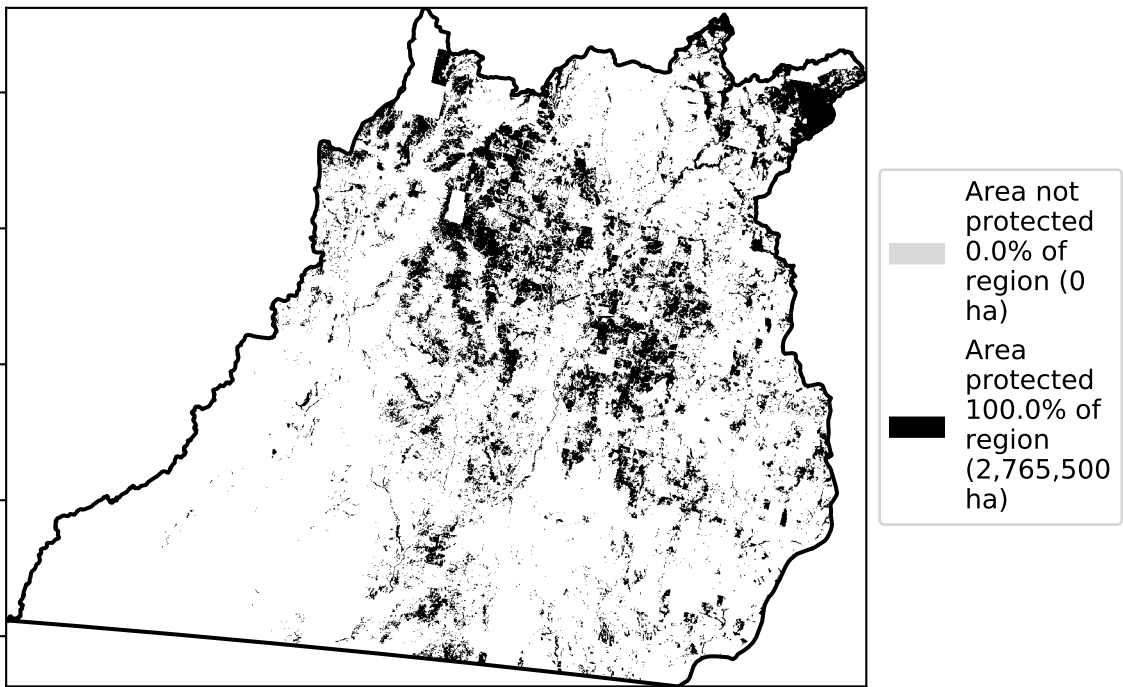 Area not
protected
0.0% of
region (0
ha)
Area
protected
100.0% of
region
(2,765,500
ha)